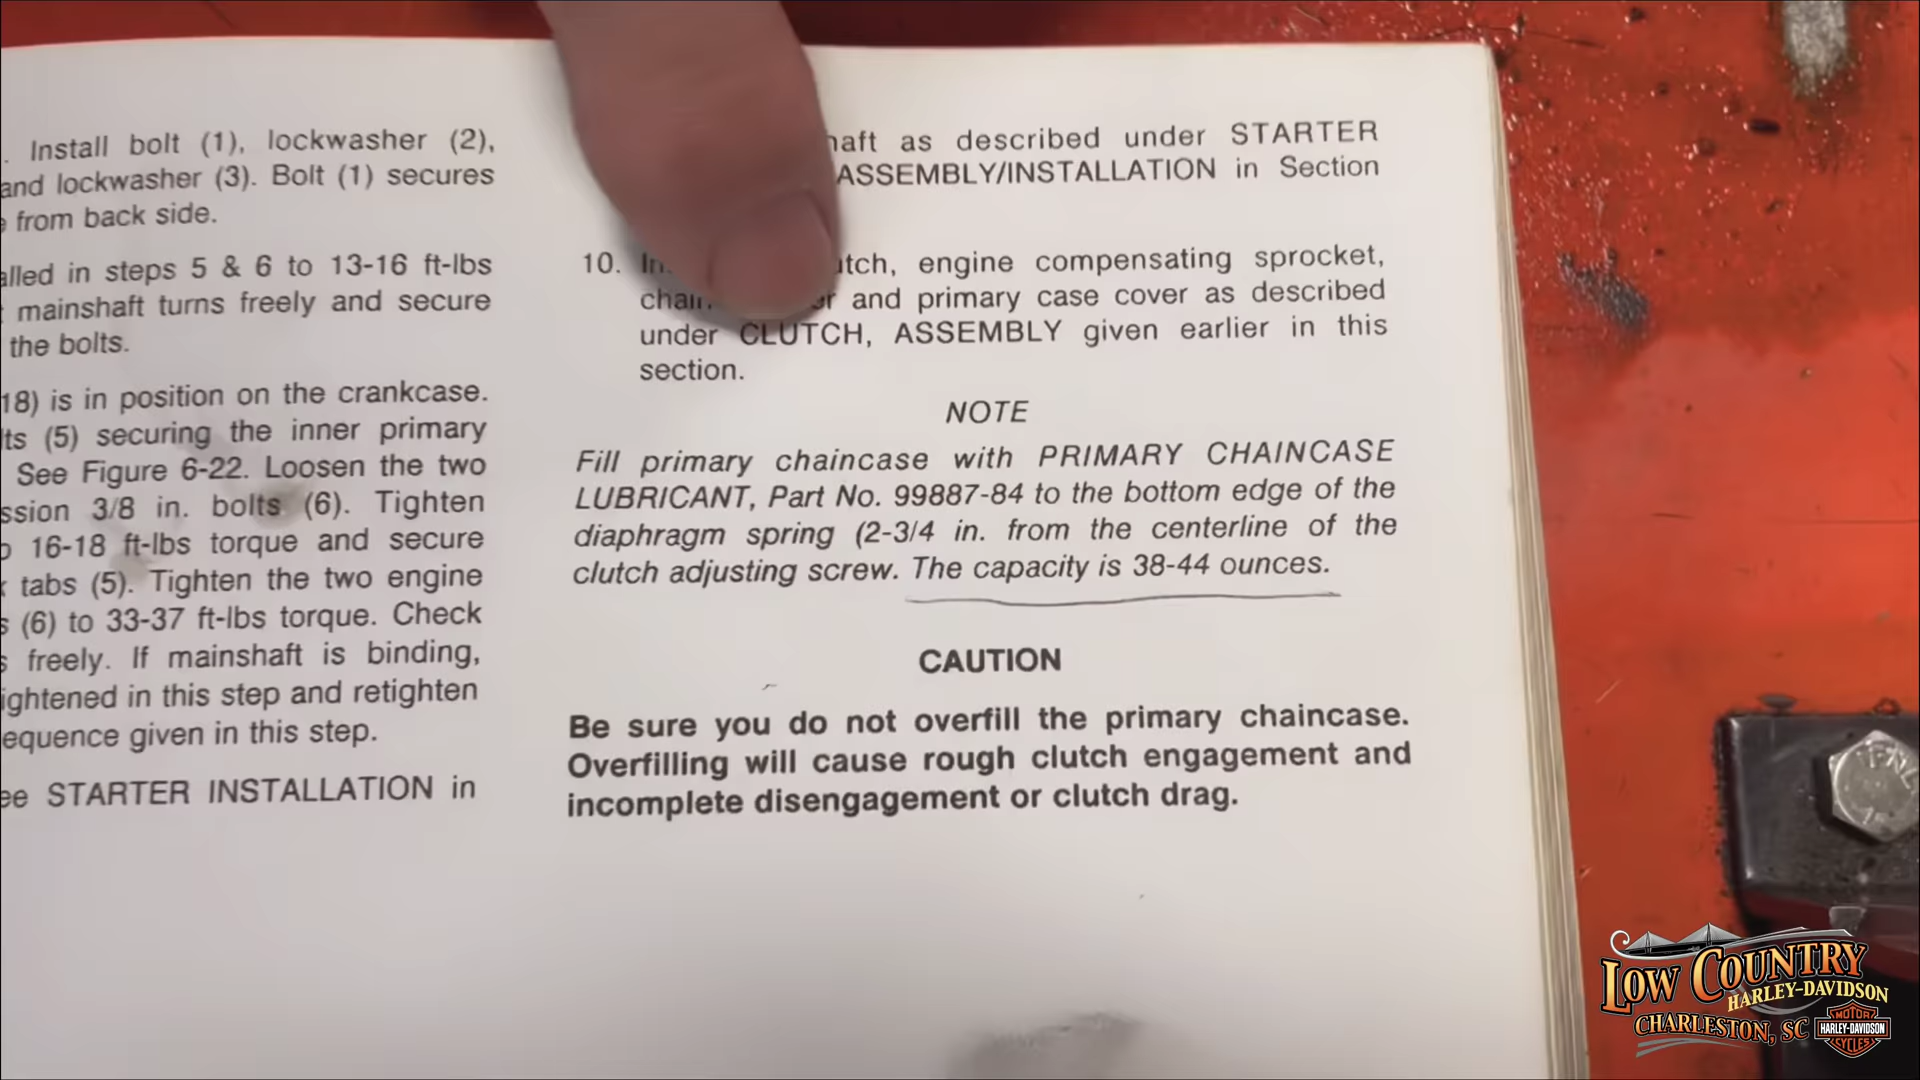 . Install bolt (1), lockwasher (2),
and lockwasher (3). Bolt (1) secures
from back side.
alled in steps 5 & 6 to 13-16 ft-lbs
mainshaft turns freely and secure
the bolts.
18) is in position on the crankcase.
lts (5) securing the inner primary
See Figure 6-22. Loosen the two
ssion 3/8 in. bolts (6). Tighten
16-18 ft-lbs torque and secure
tabs (5). Tighten the two engine
s (6) to 33-37 ft-lbs torque. Check
s freely. If mainshaft is binding,
ightened in this step and retighten
equence given in this step.
ee STARTER INSTALLATION in
haft as described under STARTER
ASSEMBLY/INSTALLATION in Section
10. In utch, engine compensating sprocket,
chain er and primary case cover as described
under CLUTCH, ASSEMBLY given earlier in this
section.
NOTE
Fill primary chaincase with PRIMARY CHAINCASE
LUBRICANT, Part No. 99887-84 to the bottom edge of the
diaphragm spring (2-3/4 in. from the centerline of the
clutch adjusting screw. The capacity is 38-44 ounces.
CAUTION
Be sure you do not overfill the primary chaincase.
Overfilling will cause rough clutch engagement and
incomplete disengagement or clutch drag.
LOW COUNTRY
HARLEY-DAVIDSON
CHARLESTON, SC
MOTOR
HARLEY-DAVIDSON
CYCLES